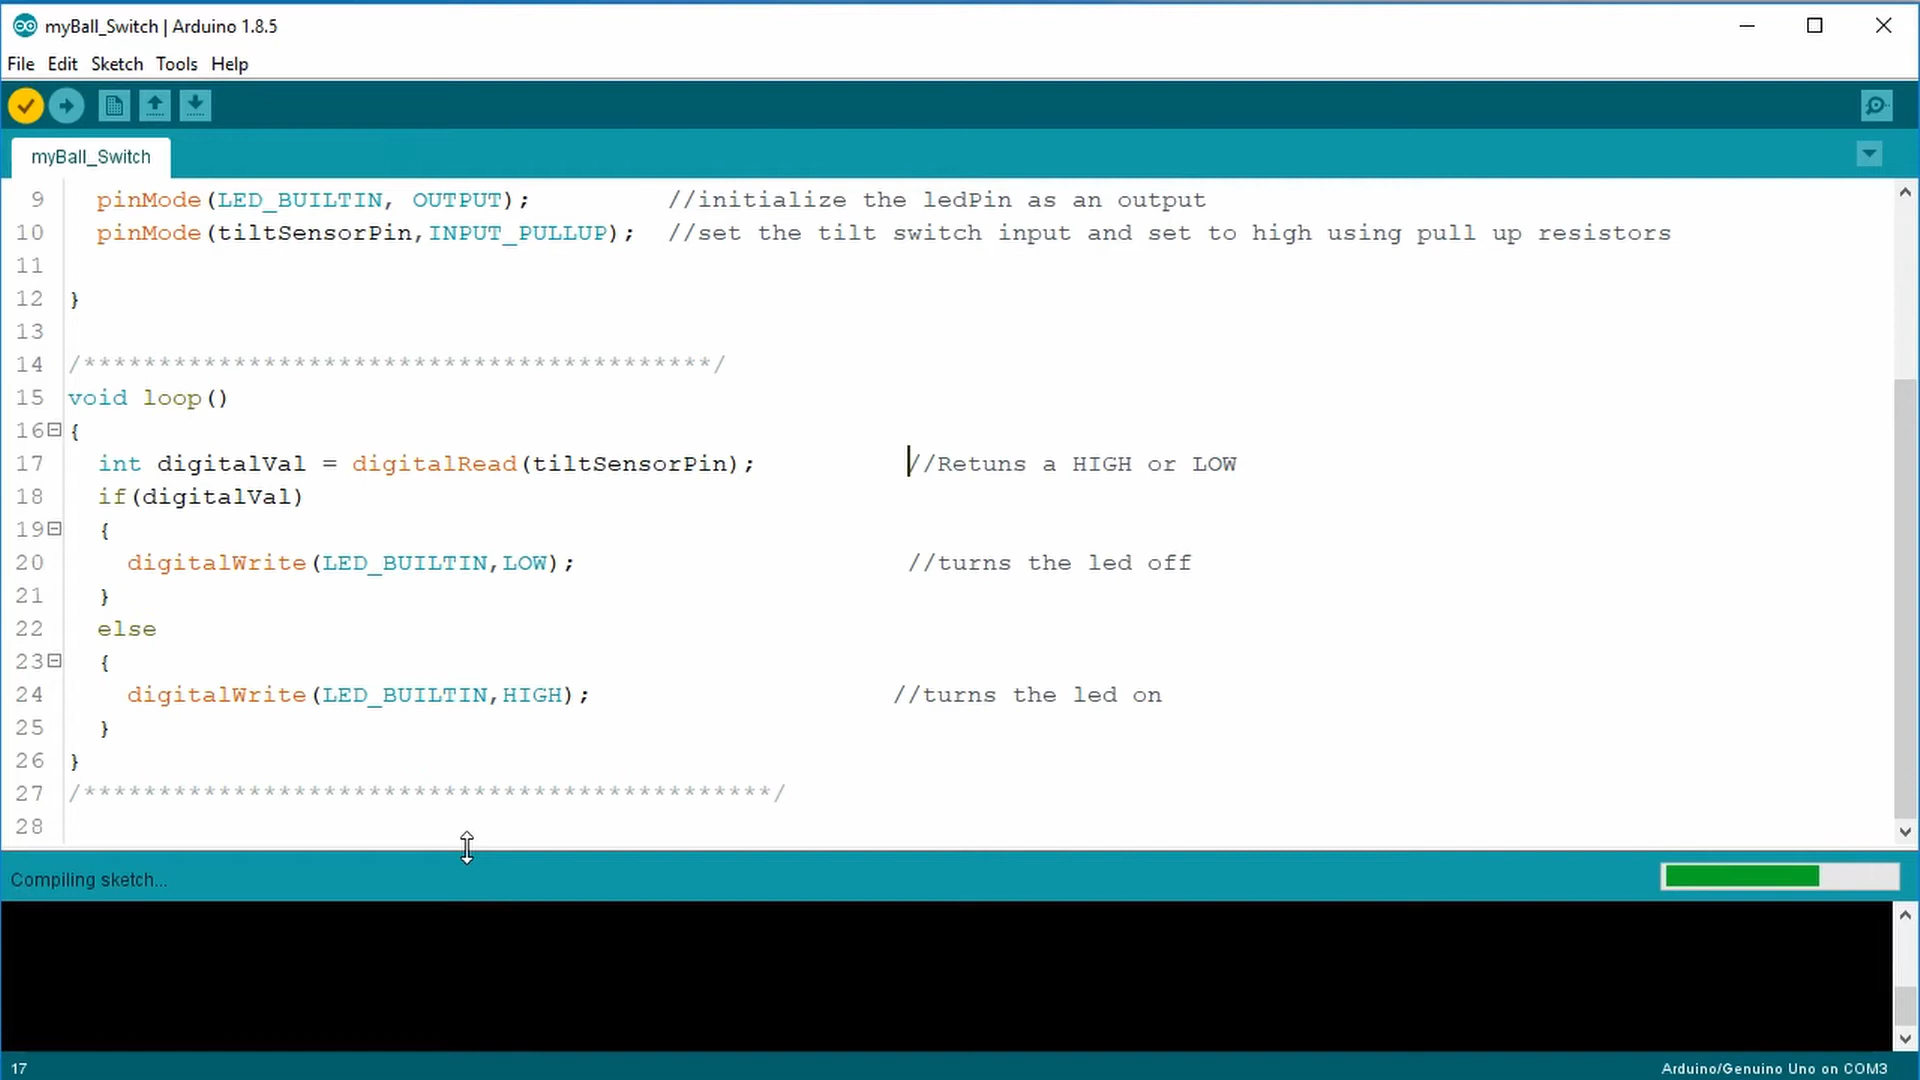 myBall_Switch | Arduino 1.8.5
File Edit Sketch Tools Help
myBall_Switch
9 pinMode(LED_BUILTIN, OUTPUT); //initialize the ledPin as an output
10 pinMode(tiltSensorPin,INPUT_PULLUP); //set the tilt switch input and set to high using pull up resistors
11
12 }
13
14 /******************************************/
15 void loop()
16 {
17 int digitalVal = digitalRead(tiltSensorPin); //Retuns a HIGH or LOW
18 if(digitalVal)
19 {
20 digitalWrite(LED_BUILTIN,LOW); //turns the led off
21 }
22 else
23 {
24 digitalWrite(LED_BUILTIN,HIGH); //turns the led on
25 }
26 }
27 /**********************************************/
28
Compiling sketch...
17 Arduino/Genuino Uno on COM3